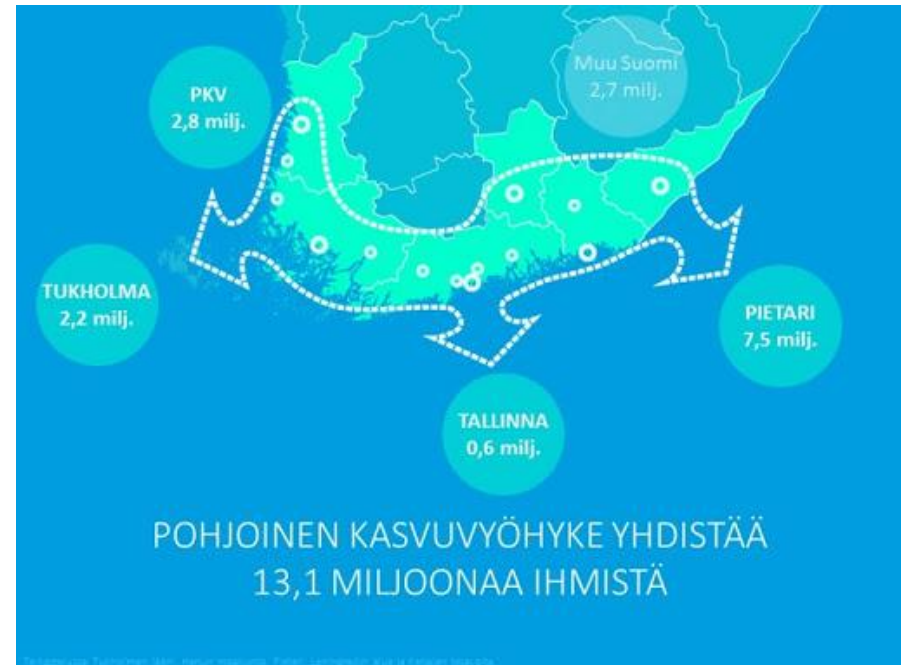 Muu Suomi
2,7 milj.
PKV
2,8 milj.
TUKHOLMA
2,2 milj.
PIETARI
7,5 milj.
TALLINNA
0,6 milj.
POHJOINEN KASVUVYÖHYKE YHDISTÄÄ
13,1 MILJOONAA IHMISTÄ